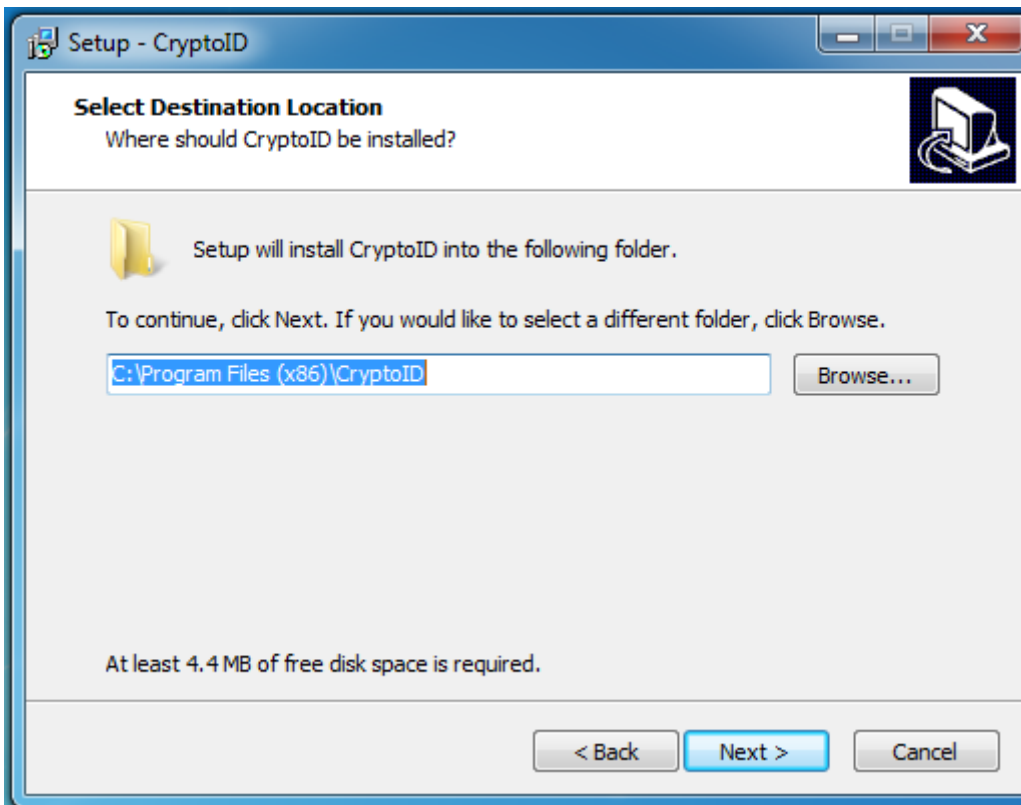 Setup - CryptoID
Select Destination Location
Where should CryptoID be installed?
Setup will install CryptoID into the following folder.
To continue, click Next. If you would like to select a different folder, click Browse.
C:\Program Files (x86)\CryptoID
Browse...
At least 4.4 MB of free disk space is required.
< Back Next > Cancel